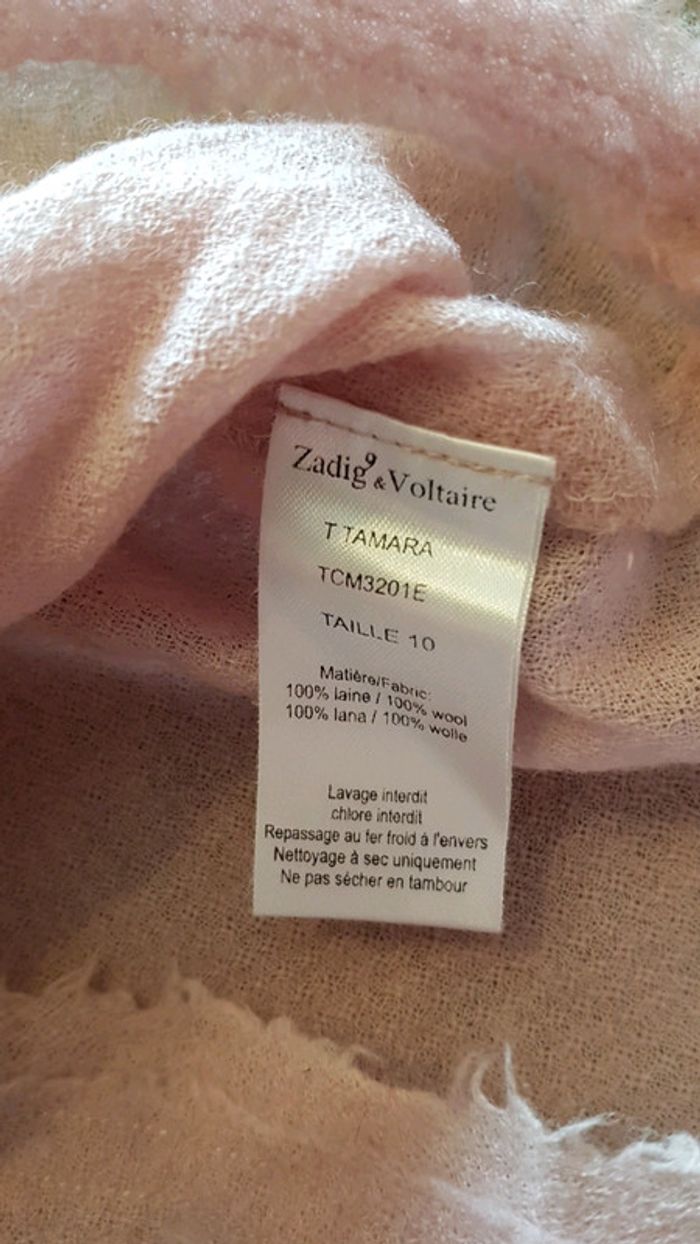 Zadig & Voltaire
T TAMARA
TCM3201E
TAILLE 10
Matière/Fabric:
100% laine / 100% wool
100% lana / 100% wolle
Lavage interdit
chlore interdit
Repassage au fer froid à l'envers
Nettoyage à sec uniquement
Ne pas sécher en tambour